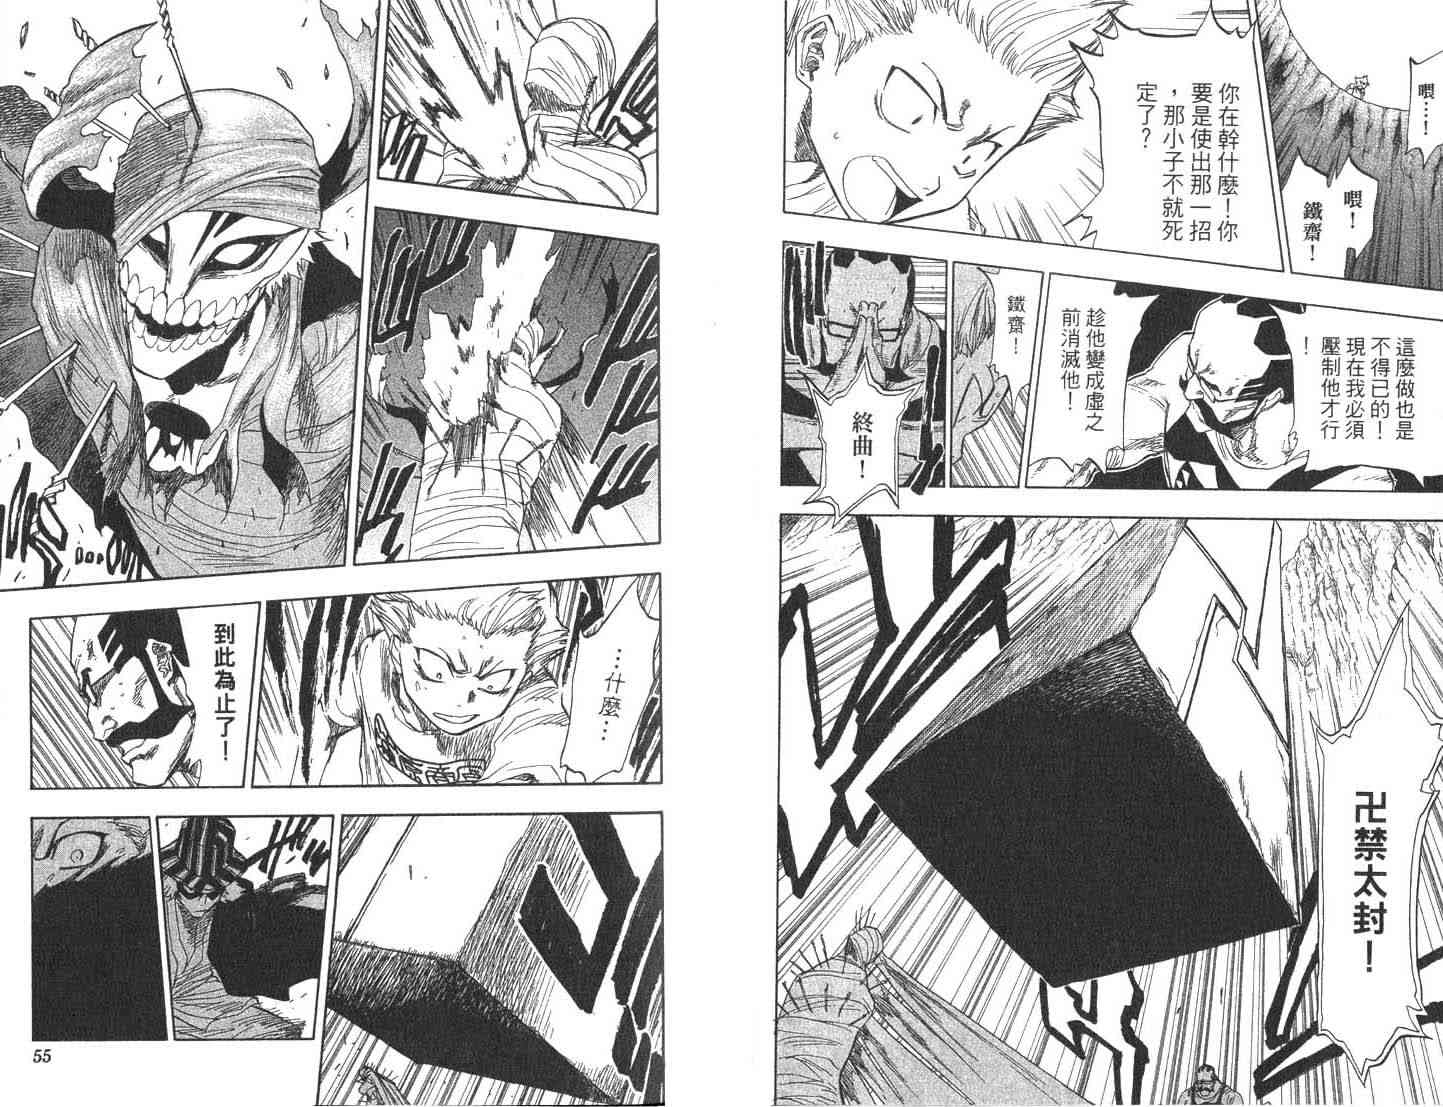 喂…！
喂！
鐵齋！
你在幹什麼！你
要是使出那一招
，那小子不就死
定了？
這麼做也是
不得已的！
現在我必須
壓制他才行
！
趁他變成虛之
前消滅他！
鐵齋！
終曲！
卍禁太封！
…什麼…
到此為止了！
55